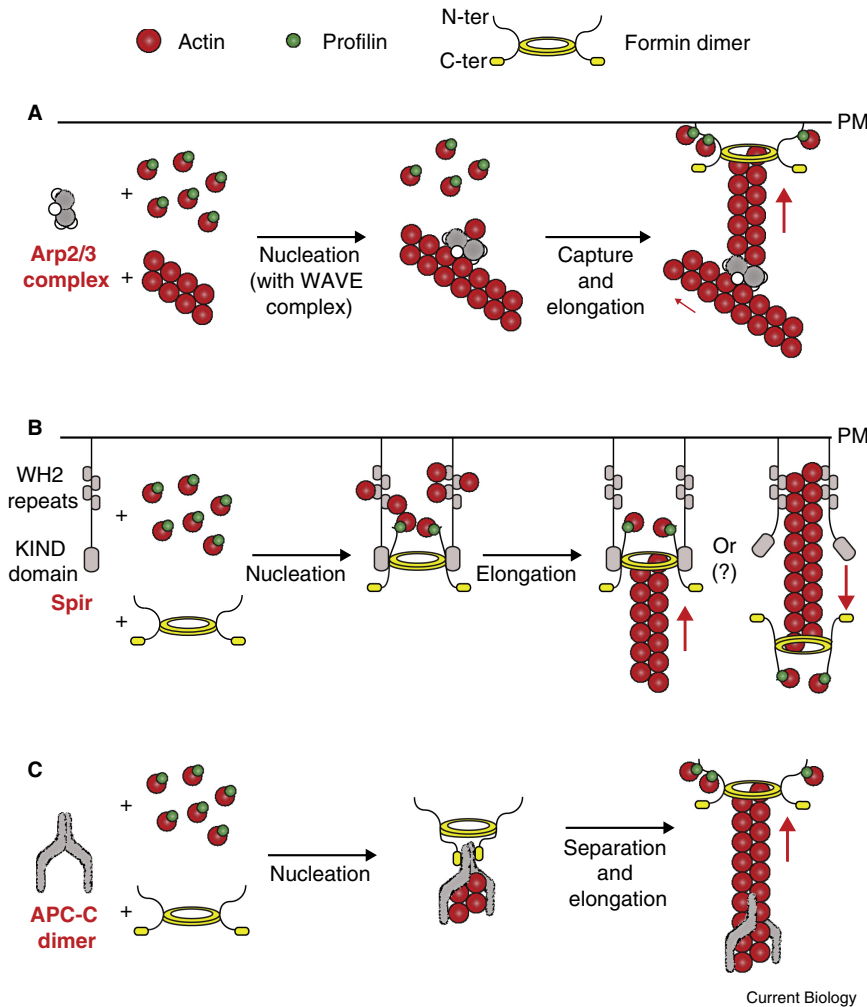 Actin
Profilin
N-ter
C-ter
Formin dimer
A
PM
+
+
Arp2/3
complex
Nucleation
(with WAVE
complex)
Capture
and
elongation
B
PM
WH2
repeats
KIND
domain
Spir
+
+
Nucleation
Elongation
Or
(?)
C
+
+
APC-C
dimer
Nucleation
Separation
and
elongation
Current Biology